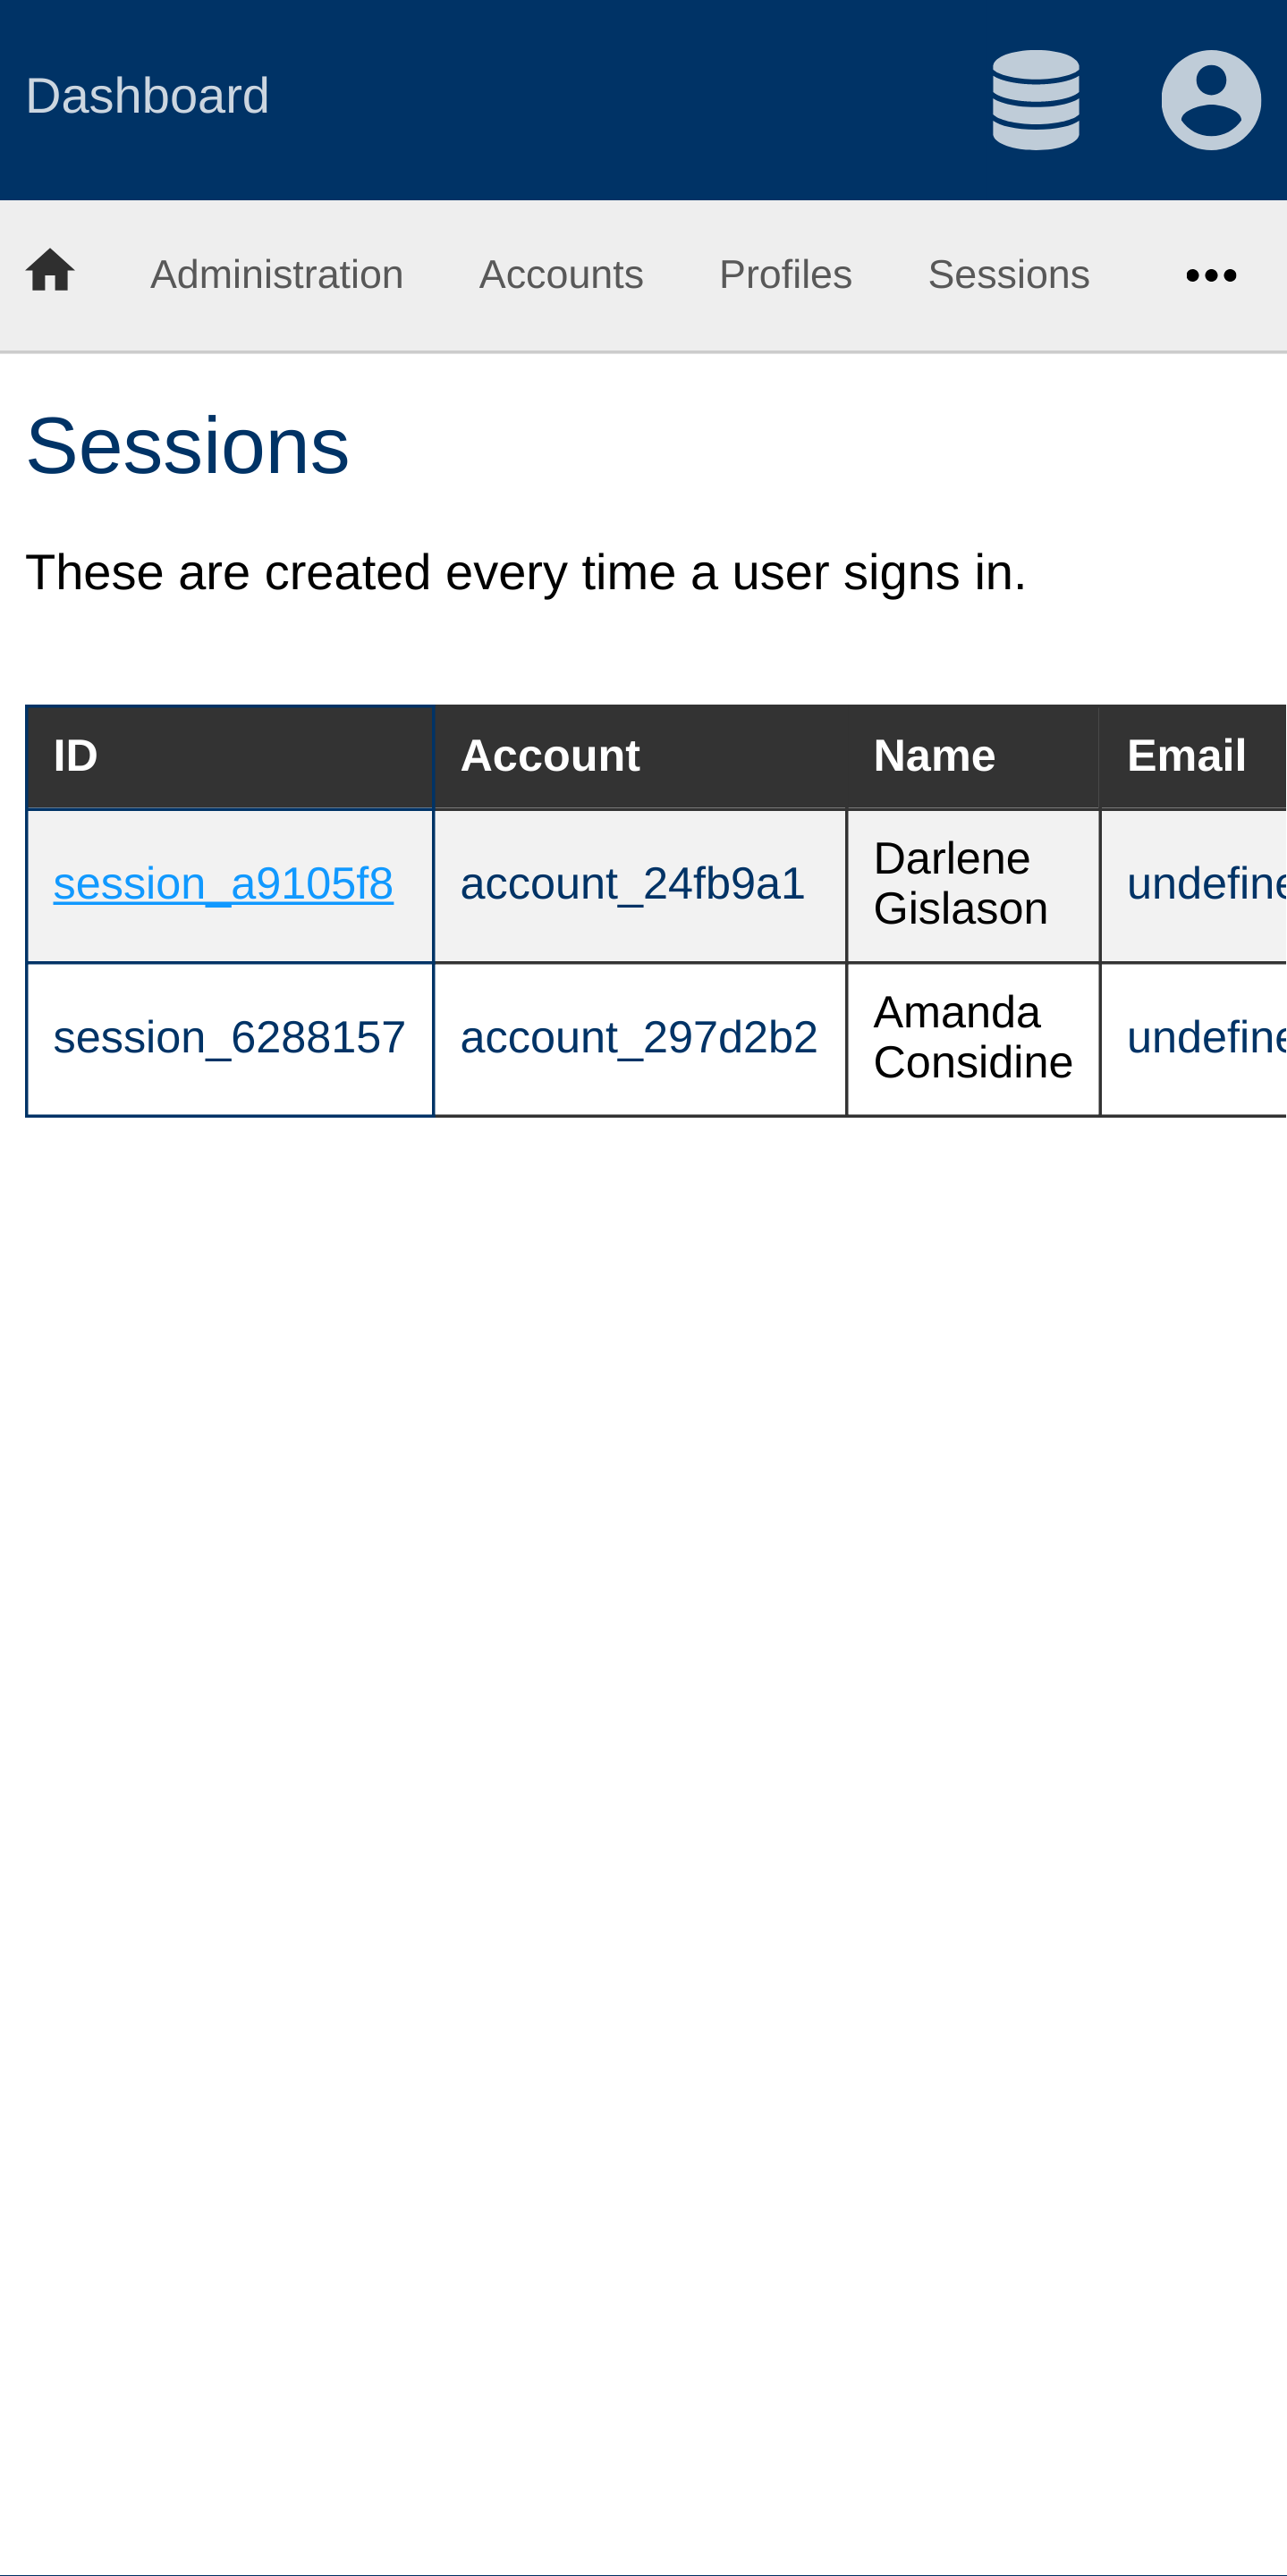 Dashboard
Administration Accounts Profiles Sessions
Sessions
These are created every time a user signs in.
ID Account Name Email
session_a9105f8 account_24fb9a1 Darlene Gislason undefine
session_6288157 account_297d2b2 Amanda Considine undefine